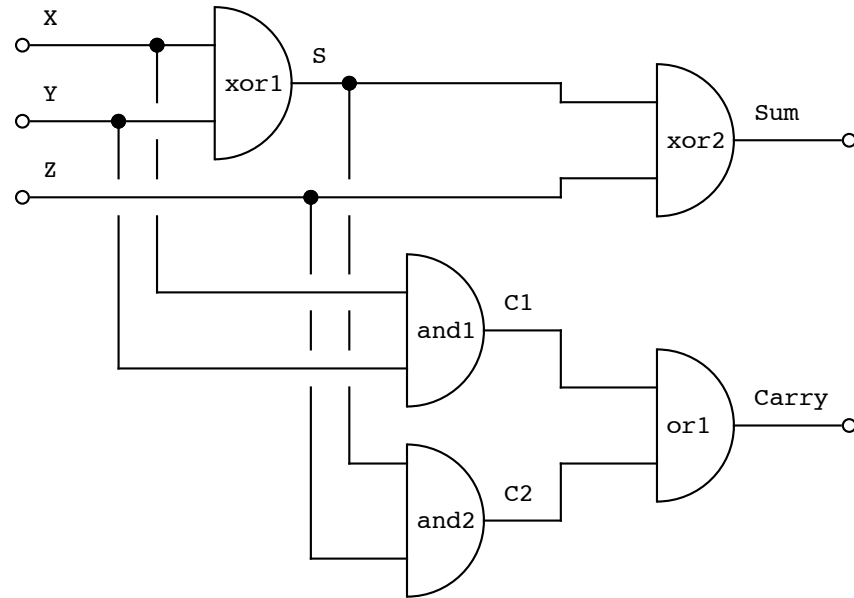 X
S
xor1
Y
Sum
xor2
Z
C1
and1
Carry
or1
C2
and2